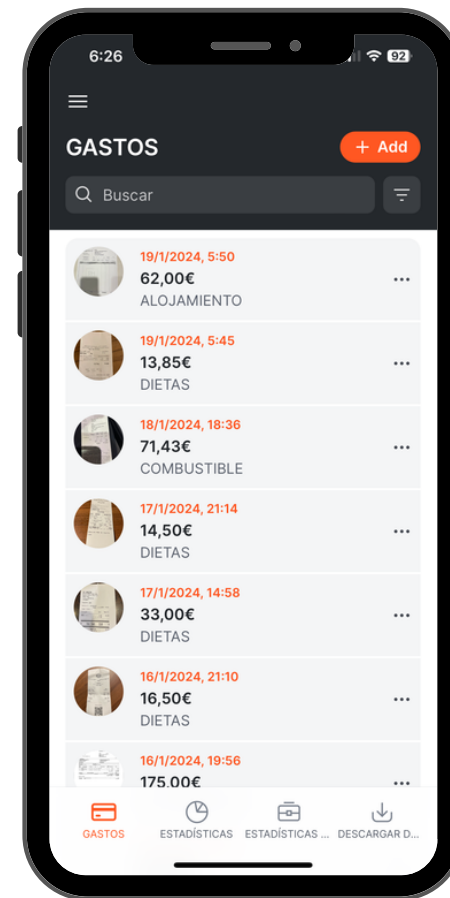 6:26
92
GASTOS
+ Add
Buscar
19/1/2024, 5:50
62,00€
ALOJAMIENTO
19/1/2024, 5:45
13,85€
DIETAS
18/1/2024, 18:36
71,43€
COMBUSTIBLE
17/1/2024, 21:14
14,50€
DIETAS
17/1/2024, 14:58
33,00€
DIETAS
16/1/2024, 21:10
16,50€
DIETAS
16/1/2024, 19:56
175,00€
GASTOS ESTADÍSTICAS ESTADÍSTICAS ... DESCARGAR D...